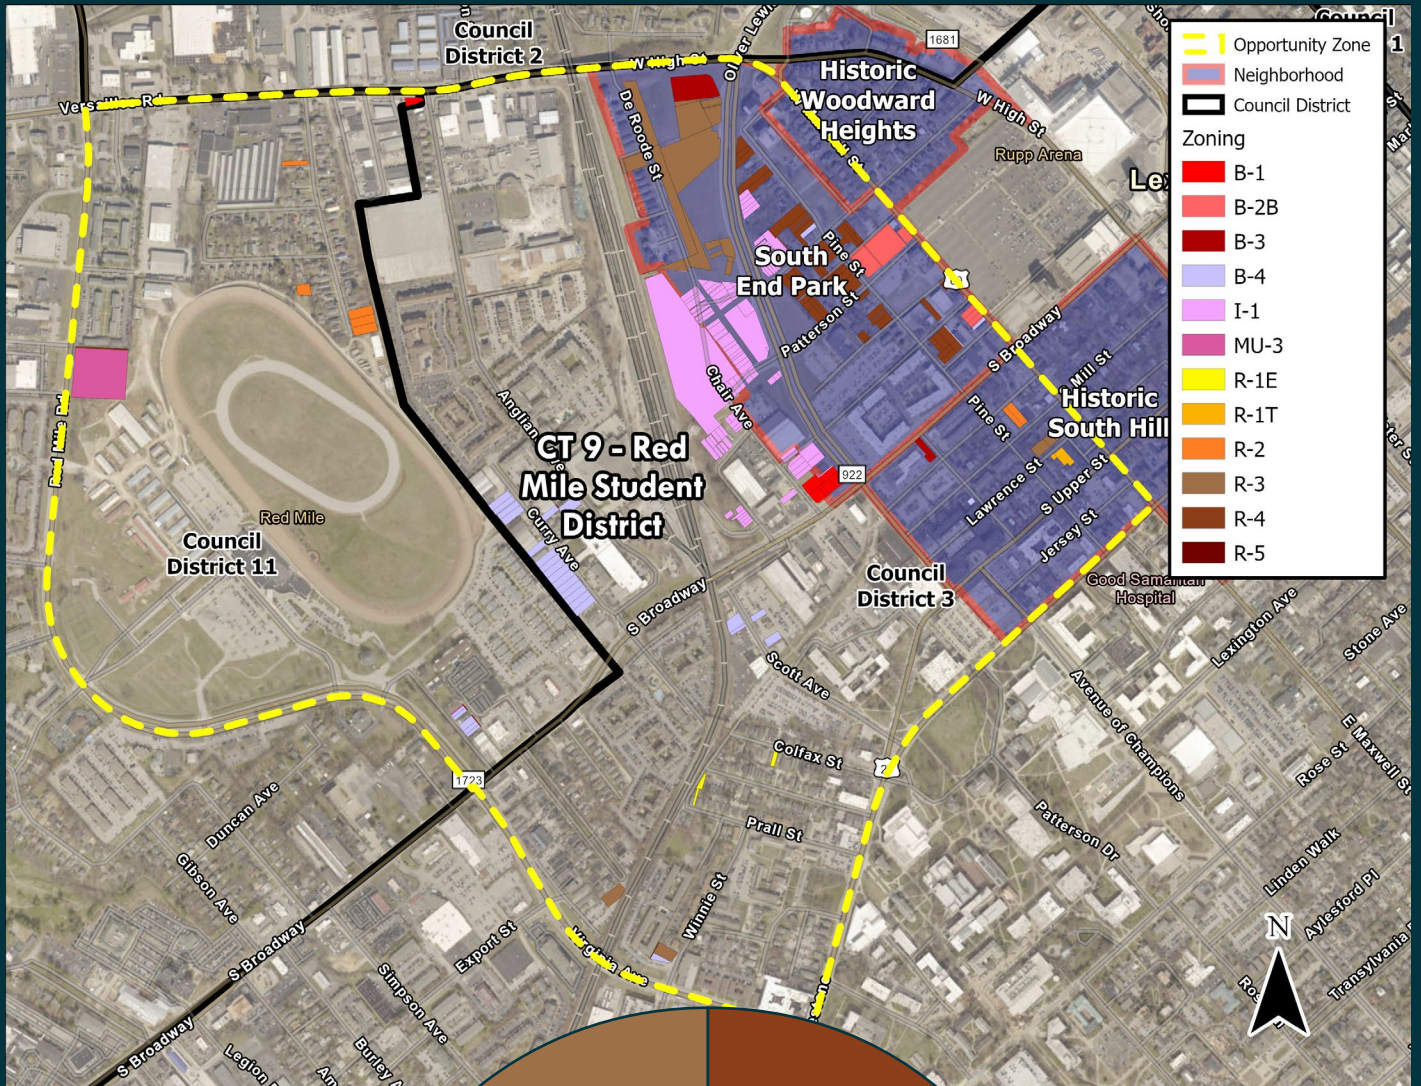 Council
District 2
Council
1
1681
Versailles Rd
W High St
De Roode St
Historic
Woodward
Heights
W High St
Rupp Arena
South
End Park
Pine St
Patterson St
S Broadway
Mill St
Historic
South Hill
Pine St
Chair Ave
Lawrence St
S Upper St
Jersey St
922
Red Mile Rd
CT 9 - Red
Mile Student
District
Curry Ave
Red Mile
Council
District 11
Council
District 3
Good Samaritan
Hospital
S Broadway
Scott Ave
Lexington Ave
Stone Ave
Avenue of Champions
E Maxwell St
Rose St
Colfax St
1723
Duncan Ave
Prall St
Patterson Dr
Linden Walk
Aylesford Pl
Gibson Ave
Winnie St
Export St
Virginia Ave
S Broadway
Simpson Ave
S Broadway
Opportunity Zone
Neighborhood
Council District
Zoning
B-1
B-2B
B-3
B-4
I-1
MU-3
R-1E
R-1T
R-2
R-3
R-4
R-5
N